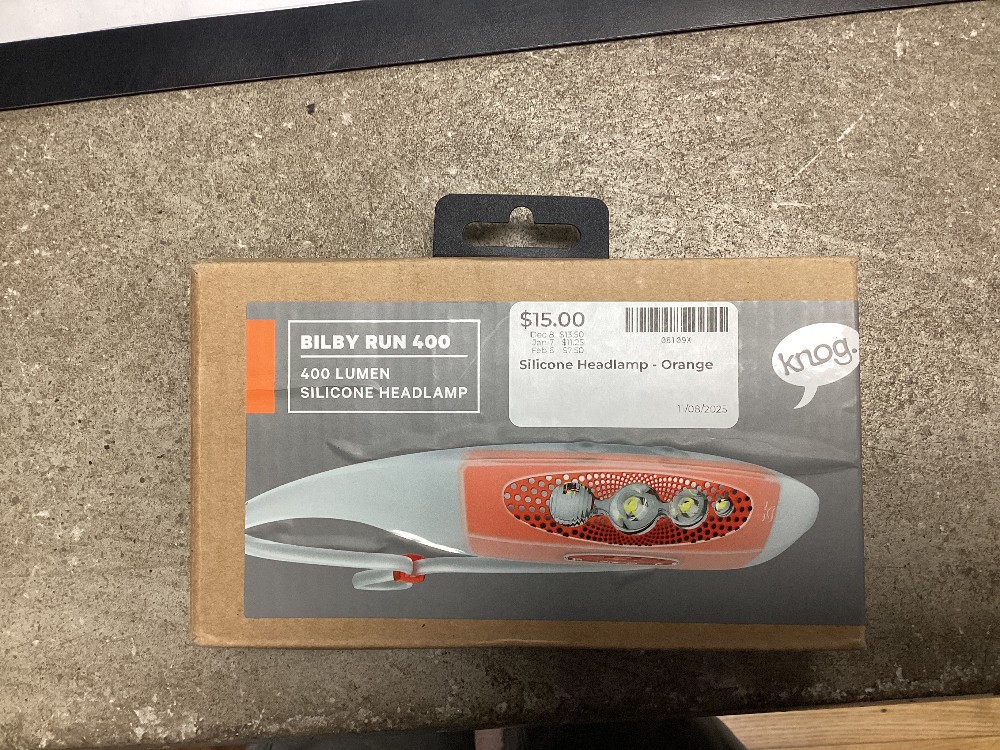 BILBY RUN 400
400 LUMEN
SILICONE HEADLAMP
$15.00
Dec 8 $13.50
Jan 7 $11.25
Feb 6 $7.50
08109X
Silicone Headlamp - Orange
11/08/2025
knog.